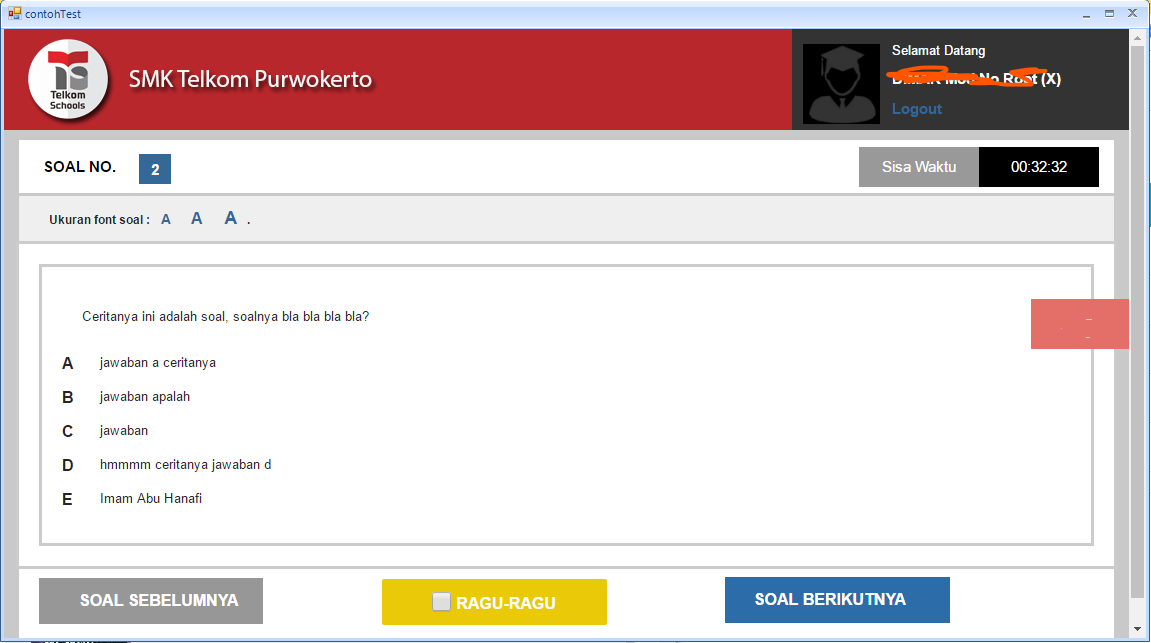 contohTest
Telkom
Schools
SMK Telkom Purwokerto
Selamat Datang
No (X)
Logout
SOAL NO. 2
Sisa Waktu 00:32:32
Ukuran font soal : A A A .
Ceritanya ini adalah soal, soalnya bla bla bla bla?
A jawaban a ceritanya
B jawaban apalah
C jawaban
D hmmmm ceritanya jawaban d
E Imam Abu Hanafi
SOAL SEBELUMNYA
RAGU-RAGU
SOAL BERIKUTNYA